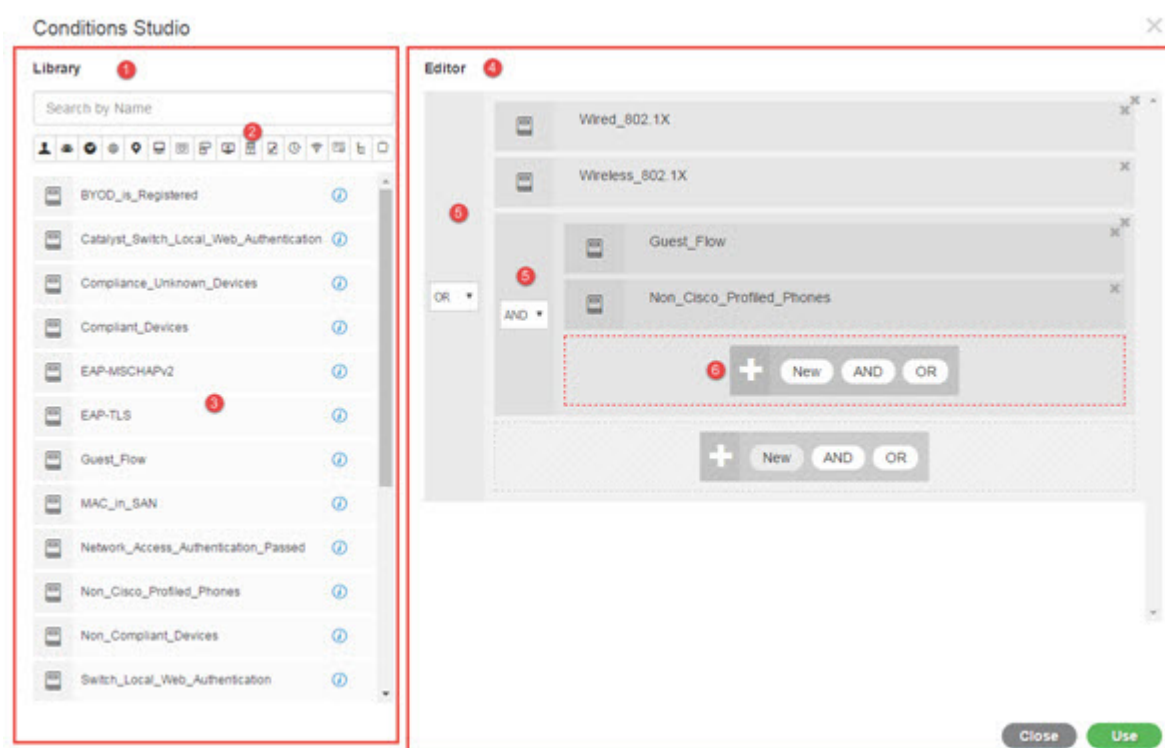 Conditions Studio
Library 1
Search by Name
2
BYOD_is_Registered
Catalyst_Switch_Local_Web_Authentication
Compliance_Unknown_Devices
Compliant_Devices
EAP-MSCHAPv2
3
EAP-TLS
Guest_Flow
MAC_in_SAN
Network_Access_Authentication_Passed
Non_Cisco_Profiled_Phones
Non_Compliant_Devices
Switch_Local_Web_Authentication
Editor 4
5
OR
Wired_802.1X
Wireless_802.1X
5
AND
Guest_Flow
Non_Cisco_Profiled_Phones
6 New AND OR
New AND OR
Close Use